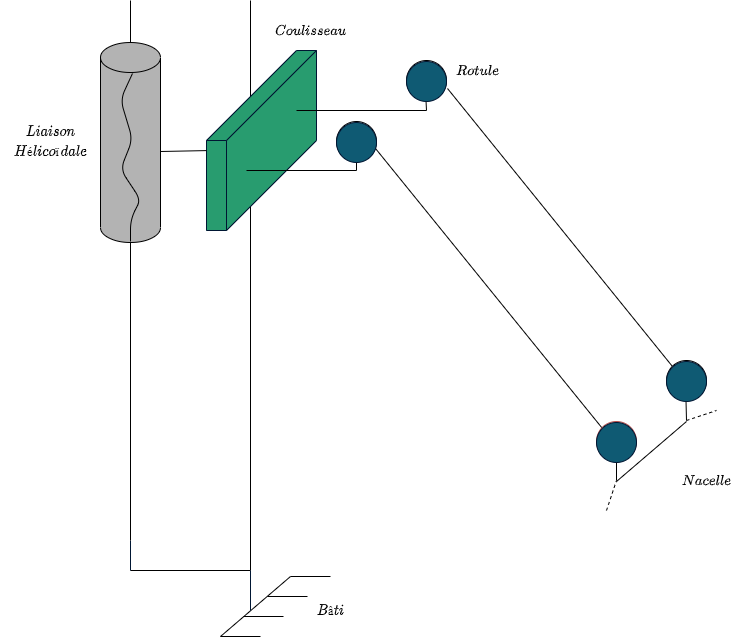 Coulisseau
Rotule
Liaison
Hélicoïdale
Nacelle
Bâti